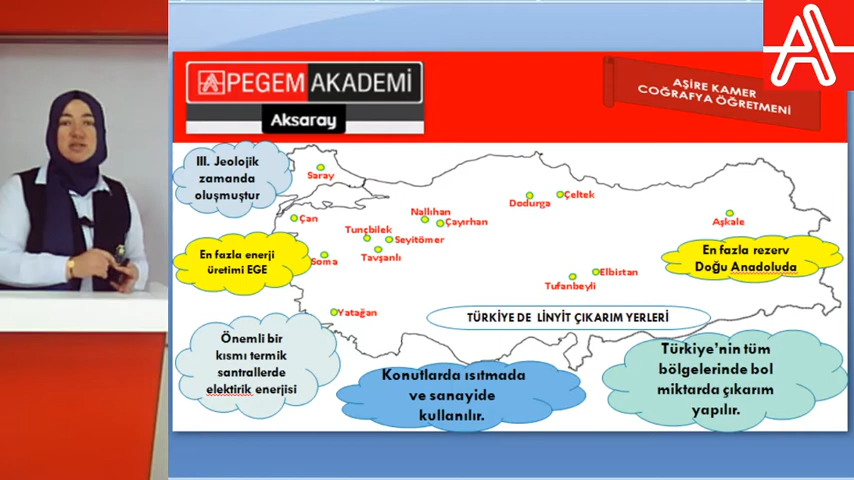 PEGEM AKADEMİ
Aksaray
AŞİRE KAMER
COĞRAFYA ÖĞRETMENİ
III. Jeolojik
zamanda
oluşmuştur
Saray
Çan
Nallıhan
Çayırhan
Dodurga
Çeltek
Aşkale
Tunçbilek
Seyitömer
Tavşanlı
Soma
En fazla enerji
üretimi EGE
En fazla rezerv
Doğu Anadoluda
Elbistan
Tufanbeyli
Yatağan
TÜRKİYE DE LİNYİT ÇIKARIM YERLERİ
Önemli bir
kısmı termik
santrallerde
elektirik enerjisi
Konutlarda ısıtmada
ve sanayide
kullanılır.
Türkiye'nin tüm
bölgelerinde bol
miktarda çıkarım
yapılır.